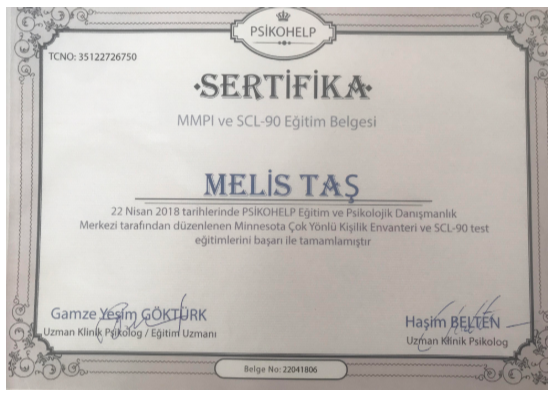 PSİKOHELP
TCNO: 35122726750
SERTİFİKA
MMPI ve SCL-90 Eğitim Belgesi
MELİS TAŞ
22 Nisan 2018 tarihlerinde PSİKOHELP Eğitim ve Psikolojik Danışmanlık
Merkezi tarafından düzenlenen Minnesota Çok Yönlü Kişilik Envanteri ve SCL-90 test
eğitimlerini başarı ile tamamlamıştır
Gamze Yeşim GÖKTÜRK
Uzman Klinik Psikolog / Eğitim Uzmanı
Haşim BELTEN
Uzman Klinik Psikolog
Belge No: 22041806